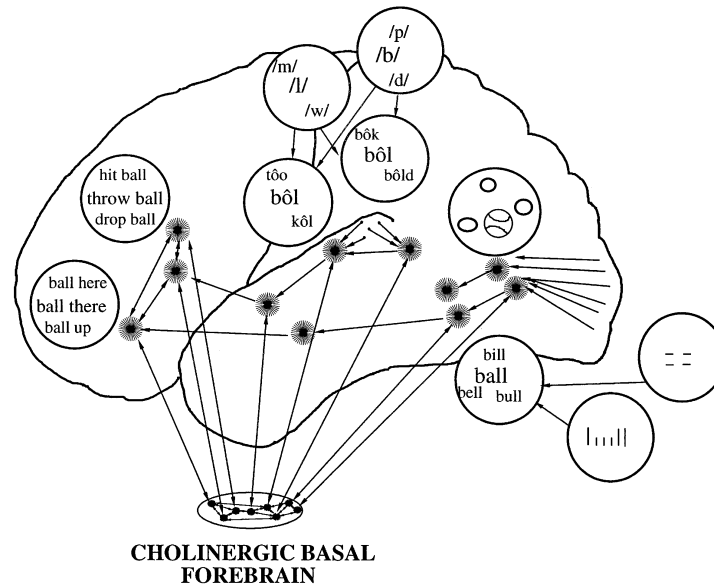 /p/
/b/
/d/
/m/
/l/
/w/
bôk
bôl
bôld
tôo
bôl
kôl
hit ball
throw ball
drop ball
ball here
ball there
ball up
bill
ball
bell bull
CHOLINERGIC BASAL
FOREBRAIN